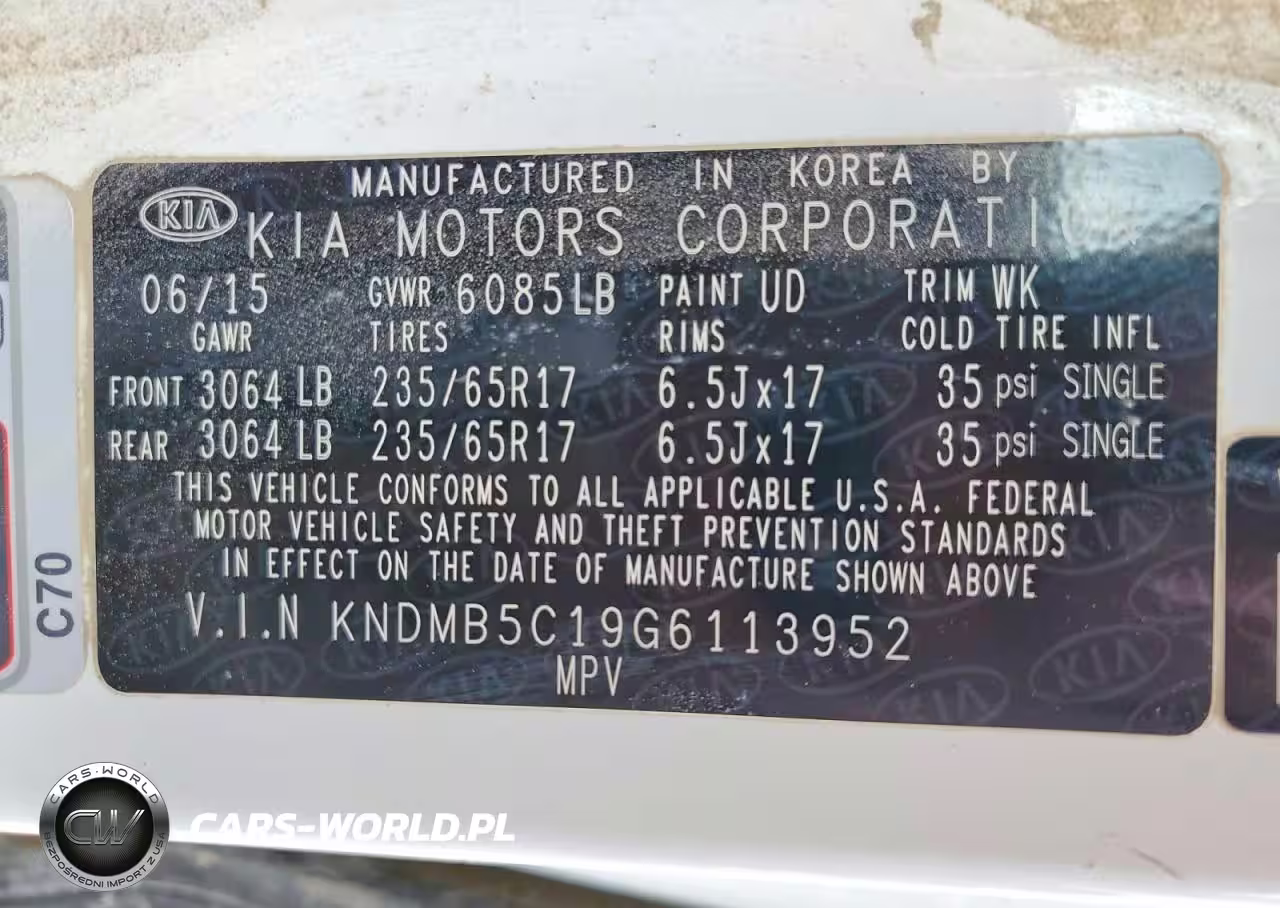 MANUFACTURED IN KOREA BY
KIA KIA MOTORS CORPORATI
06/15 GVWR 6085LB PAINT UD TRIM WK
GAWR TIRES RIMS COLD TIRE INFL
FRONT 3064 LB 235/65R17 6.5Jx17 35 psi SINGLE
REAR 3064 LB 235/65R17 6.5Jx17 35 psi SINGLE
THIS VEHICLE CONFORMS TO ALL APPLICABLE U.S.A. FEDERAL
MOTOR VEHICLE SAFETY AND THEFT PREVENTION STANDARDS
IN EFFECT ON THE DATE OF MANUFACTURE SHOWN ABOVE
V.I.N KNDMB5C19G6113952
MPV
C70
CARS-WORLD
CW
BEZPOŚREDNI IMPORT Z USA
CARS-WORLD.PL